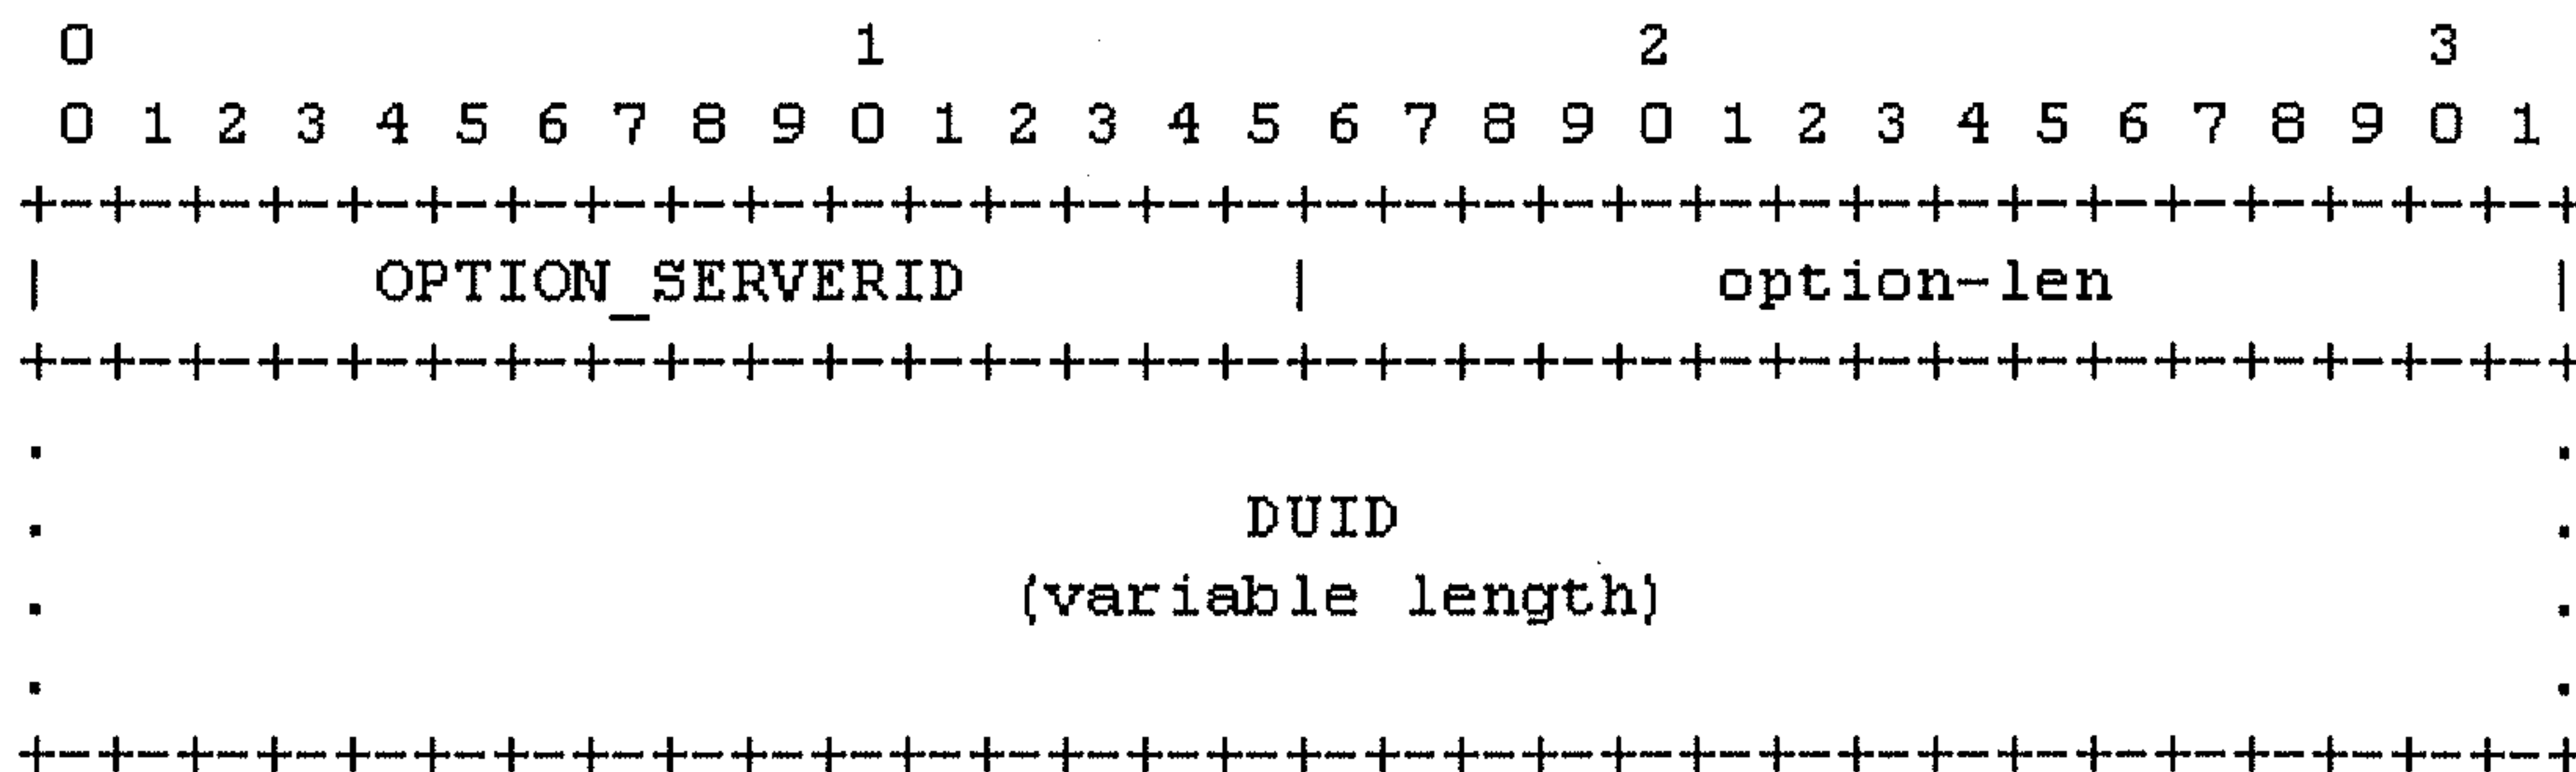 0                   1                   2                   3
0 1 2 3 4 5 6 7 8 9 0 1 2 3 4 5 6 7 8 9 0 1 2 3 4 5 6 7 8 9 0 1
+-+-+-+-+-+-+-+-+-+-+-+-+-+-+-+-+-+-+-+-+-+-+-+-+-+-+-+-+-+-+-+-+
|        OPTION_SERVERID        |          option-len           |
+-+-+-+-+-+-+-+-+-+-+-+-+-+-+-+-+-+-+-+-+-+-+-+-+-+-+-+-+-+-+-+-+
.                                                               .
.                              DUID                             .
.                        (variable length)                      .
.                                                               .
+-+-+-+-+-+-+-+-+-+-+-+-+-+-+-+-+-+-+-+-+-+-+-+-+-+-+-+-+-+-+-+-+